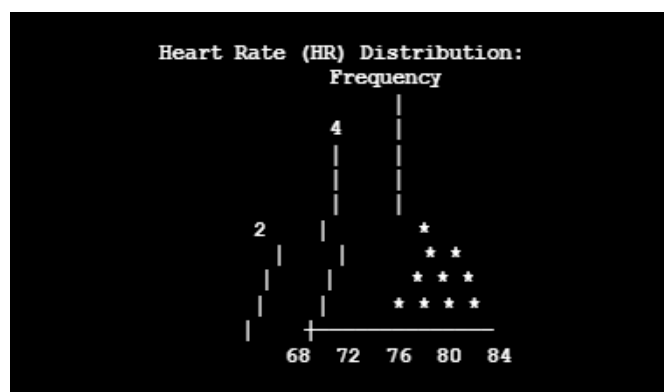 Heart Rate (HR) Distribution:
Frequency
|
4 |
| |
| |
| |
2 | *
| | * *
| | * * *
| | * * * *
| |
68 72 76 80 84